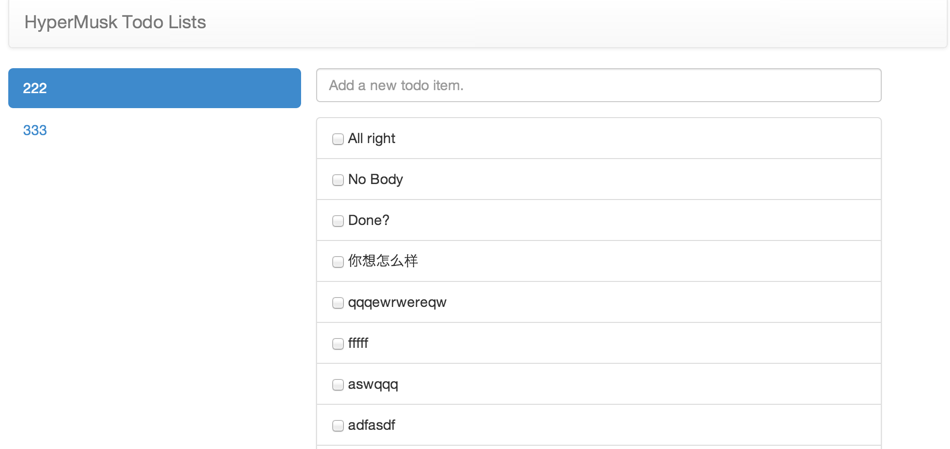 HyperMusk Todo Lists
222
333
Add a new todo item.
All right
No Body
Done?
你想怎么样
qqqewrwereqw
fffff
aswqqq
adfasdf